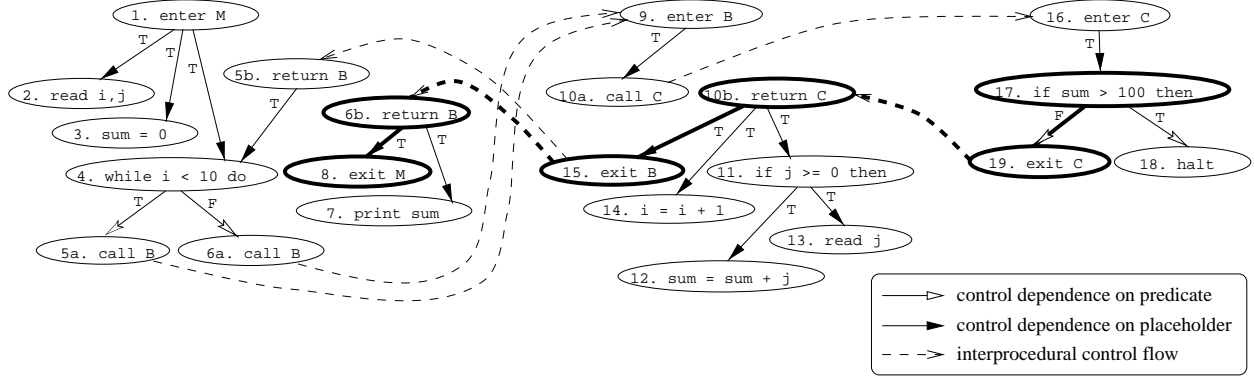 1. enter M
9. enter B
16. enter C
T
T
T
T
T
5b. return B
2. read i,j
T
10a. call C
10b. return C
17. if sum > 100 then
6b. return B
3. sum = 0
T
T
T
T
T
F
T
4. while i < 10 do
8. exit M
15. exit B
11. if j >= 0 then
19. exit C
18. halt
T
F
7. print sum
14. i = i + 1
T
T
5a. call B
6a. call B
13. read j
12. sum = sum + j
control dependence on predicate
control dependence on placeholder
interprocedural control flow